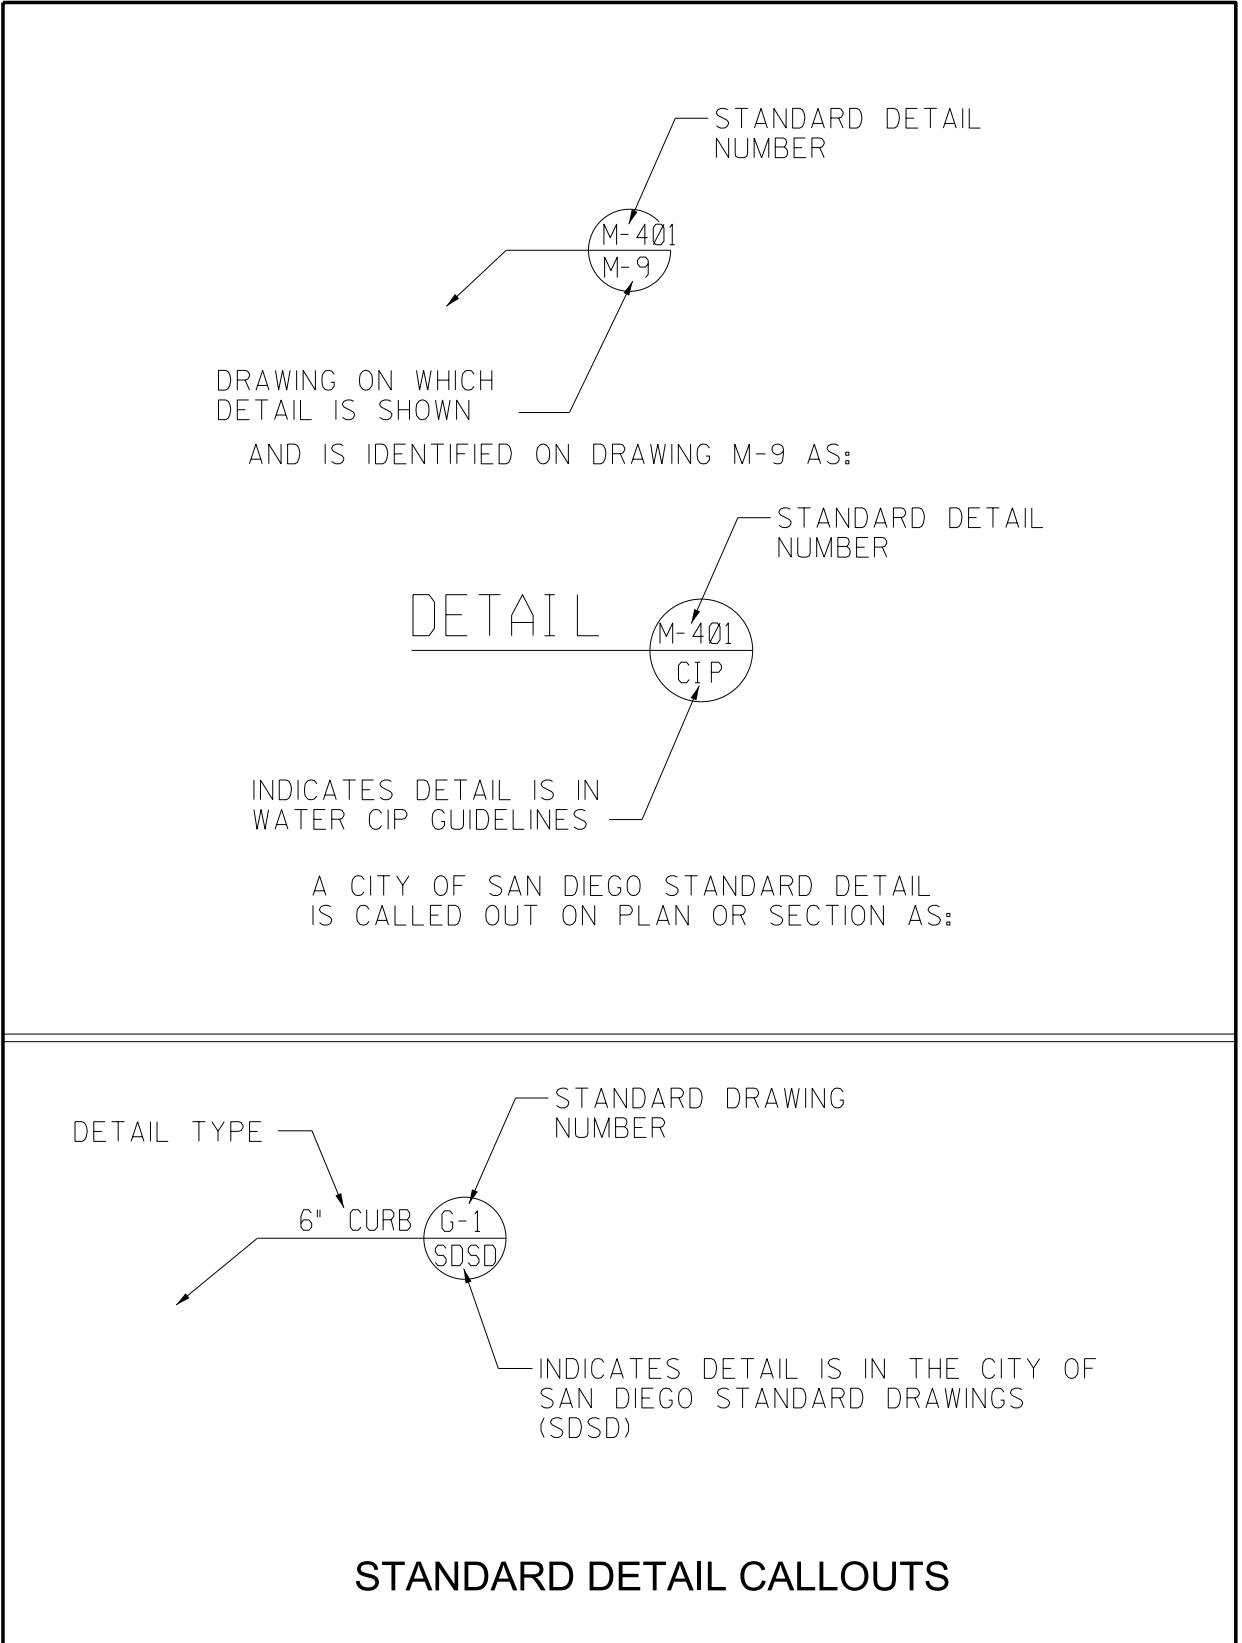 STANDARD DETAIL
NUMBER
M-401
M-9
DRAWING ON WHICH
DETAIL IS SHOWN
AND IS IDENTIFIED ON DRAWING M-9 AS:
STANDARD DETAIL
NUMBER
DETAIL
M-401
CIP
INDICATES DETAIL IS IN
WATER CIP GUIDELINES
A CITY OF SAN DIEGO STANDARD DETAIL
IS CALLED OUT ON PLAN OR SECTION AS:
STANDARD DRAWING
NUMBER
DETAIL TYPE
6" CURB
G-1
SDSD
INDICATES DETAIL IS IN THE CITY OF
SAN DIEGO STANDARD DRAWINGS
(SDSD)
STANDARD DETAIL CALLOUTS